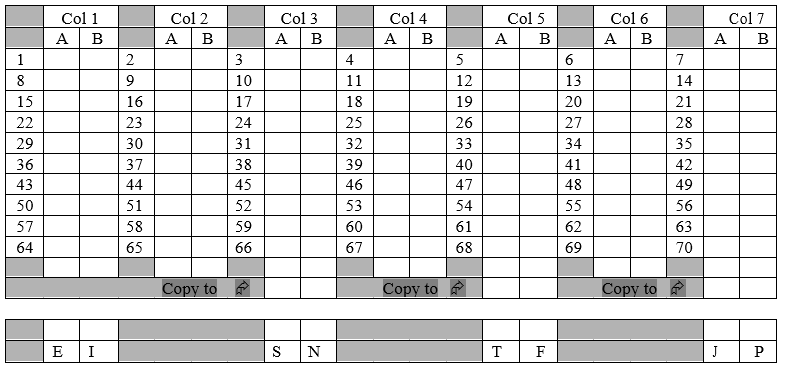 Col 1 Col 2 Col 3 Col 4 Col 5 Col 6 Col 7
A B A B A B A B A B A B A B
1 2 3 4 5 6 7
8 9 10 11 12 13 14
15 16 17 18 19 20 21
22 23 24 25 26 27 28
29 30 31 32 33 34 35
36 37 38 39 40 41 42
43 44 45 46 47 48 49
50 51 52 53 54 55 56
57 58 59 60 61 62 63
64 65 66 67 68 69 70
Copy to Copy to Copy to
E I S N T F J P